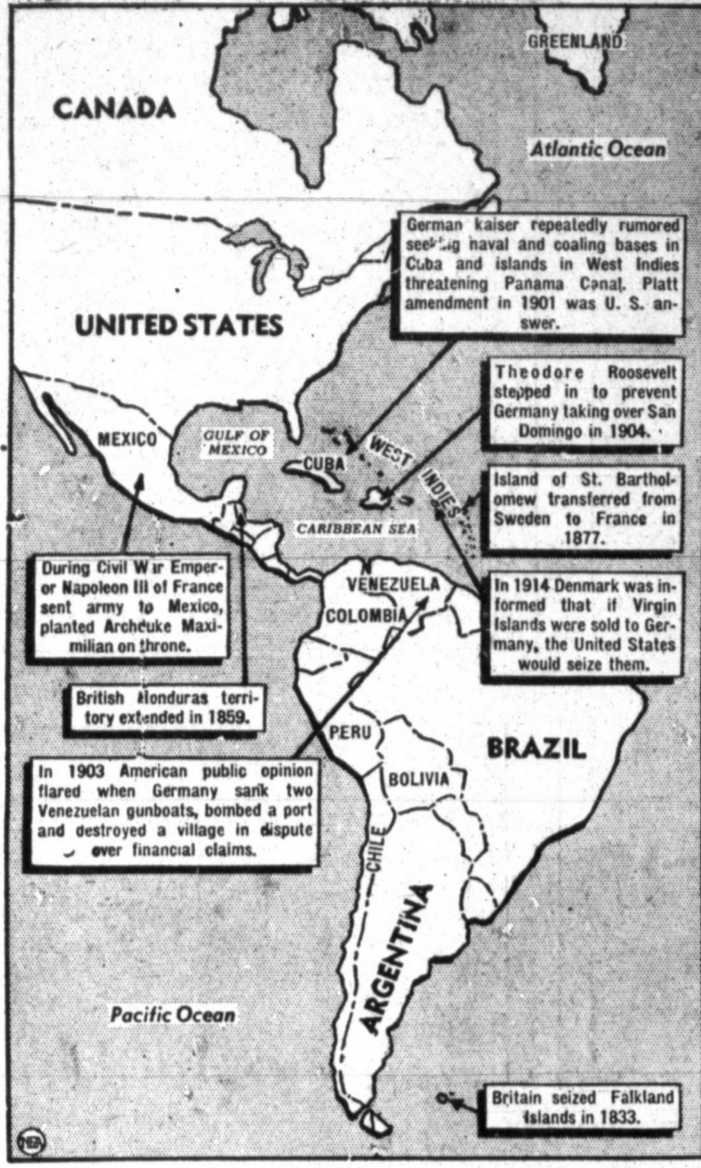 GREENLAND
CANADA
Atlantic Ocean
German kaiser repeatedly rumored
seeking naval and coaling bases in
Cuba and islands in West Indies
threatening Panama Canal. Platt
amendment in 1901 was U. S. an-
swer.
UNITED STATES
Theodore Roosevelt
stepped in to prevent
Germany taking over San
Domingo in 1904.
MEXICO
GULF OF
MEXICO
CUBA
WEST INDIES
Island of St. Barthol-
omew transferred from
Sweden to France in
1877.
CARIBBEAN SEA
During Civil War Emper-
or Napoleon III of France
sent army to Mexico,
planted Archduke Maxi-
milian on throne.
VENEZUELA
COLOMBIA
In 1914 Denmark was in-
formed that if Virgin
Islands were sold to Ger-
many, the United States
would seize them.
British Honduras terri-
tory extended in 1859.
PERU
BRAZIL
BOLIVIA
In 1903 American public opinion
flared when Germany sank two
Venezuelan gunboats, bombed a port
and destroyed a village in dispute
over financial claims.
CHILE
ARGENTINA
Pacific Ocean
Britain seized Falkland
Islands in 1833.
NEA